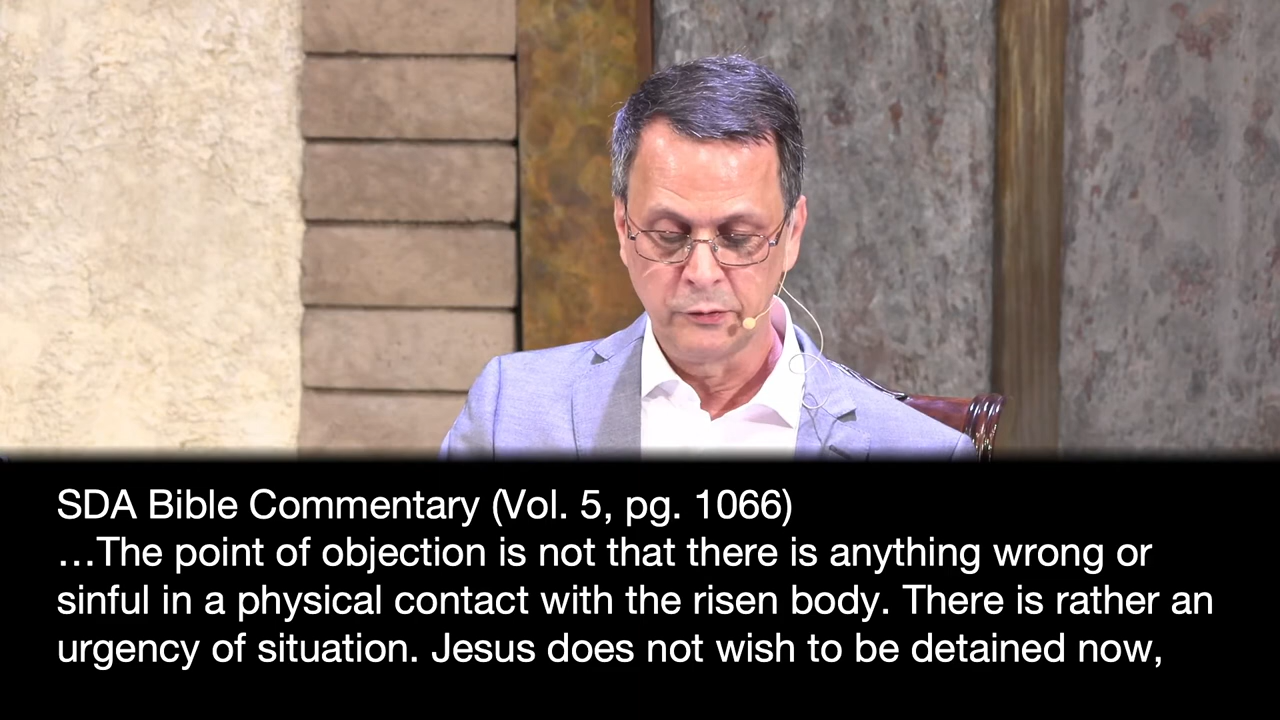 SDA Bible Commentary (Vol. 5, pg. 1066)
…The point of objection is not that there is anything wrong or
sinful in a physical contact with the risen body. There is rather an
urgency of situation. Jesus does not wish to be detained now,